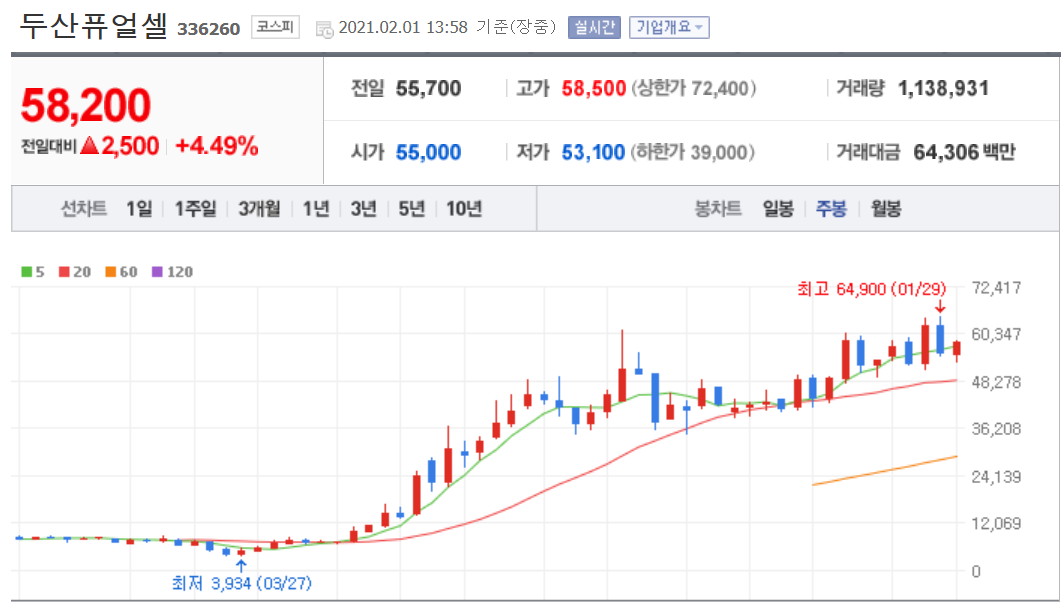 두산퓨얼셀 336260 코스피 2021.02.01 13:58 기준(장중) 실시간 기업개요
58,200
전일대비 ▲2,500 +4.49%
전일 55,700 고가 58,500 (상한가 72,400) 거래량 1,138,931
시가 55,000 저가 53,100 (하한가 39,000) 거래대금 64,306 백만
선차트 1일 1주일 3개월 1년 3년 5년 10년 봉차트 일봉 주봉 월봉
5 20 60 120
최고 64,900 (01/29)
72,417
60,347
48,278
36,208
24,139
12,069
0
최저 3,934 (03/27)